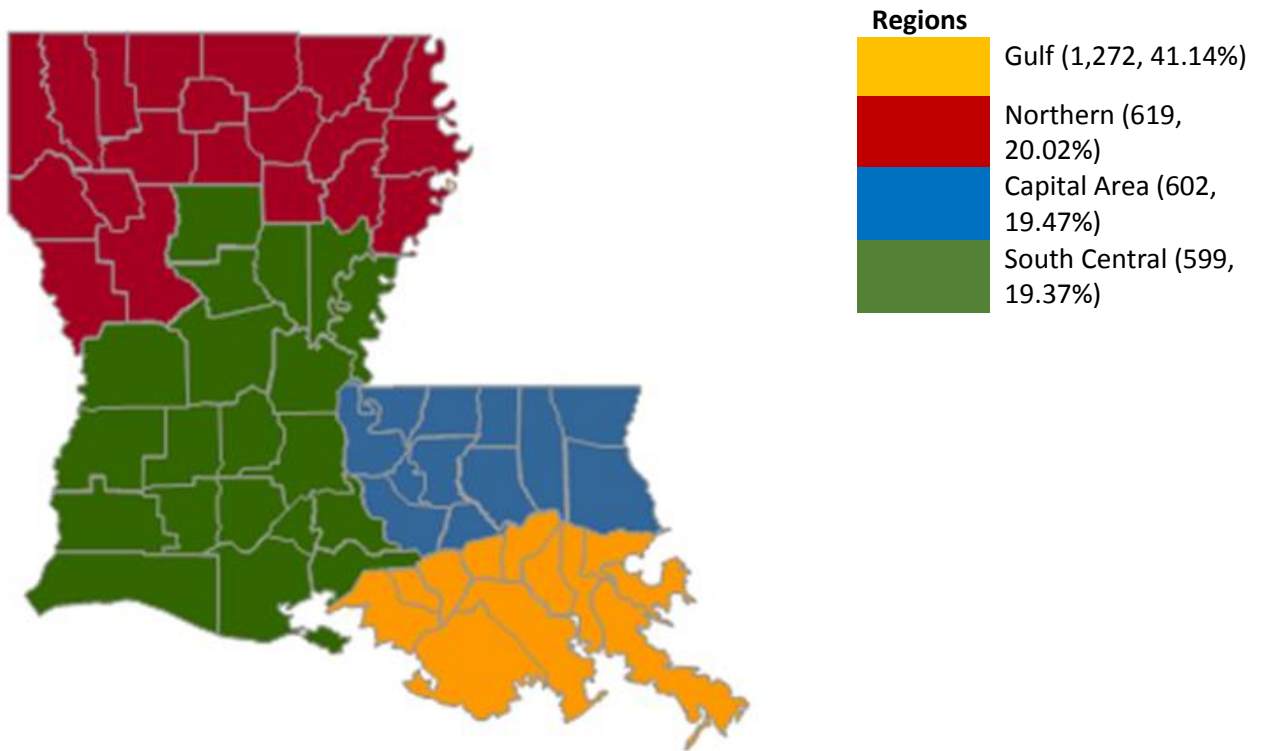 Regions
Gulf (1,272, 41.14%)
Northern (619,
20.02%)
Capital Area (602,
19.47%)
South Central (599,
19.37%)